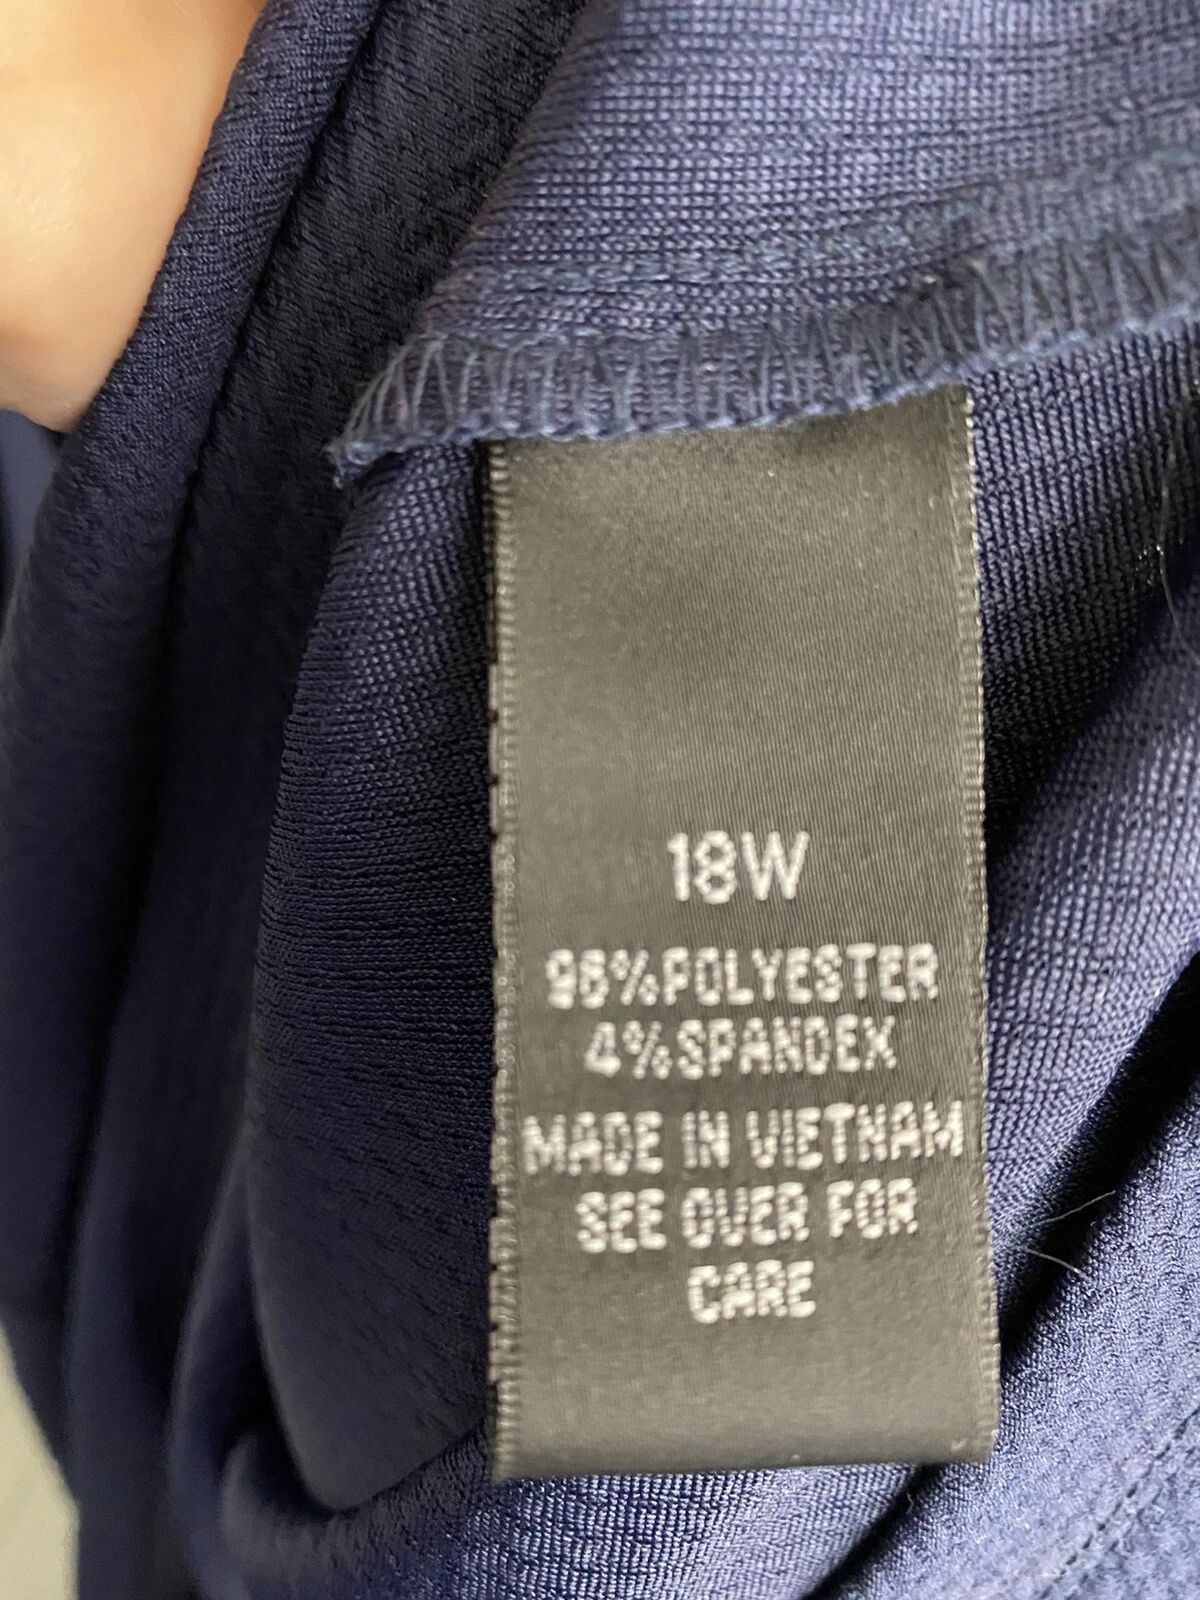 18W
96%POLYESTER
4%SPANDEX
MADE IN VIETNAM
SEE OVER FOR
CARE